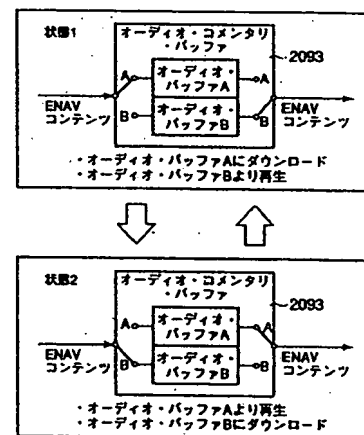 状態1
オーディオ・コメンタリ
・バッファ
2093
A
オーディオ・
バッファA
A
B
オーディオ・
バッファB
B
ENAV
コンテンツ
ENAV
コンテンツ
・オーディオ・バッファAにダウンロード
・オーディオ・バッファBより再生
状態2
オーディオ・コメンタリ
・バッファ
2093
A
オーディオ・
バッファA
A
B
オーディオ・
バッファB
B
ENAV
コンテンツ
ENAV
コンテンツ
・オーディオ・バッファAより再生
・オーディオ・バッファBにダウンロード